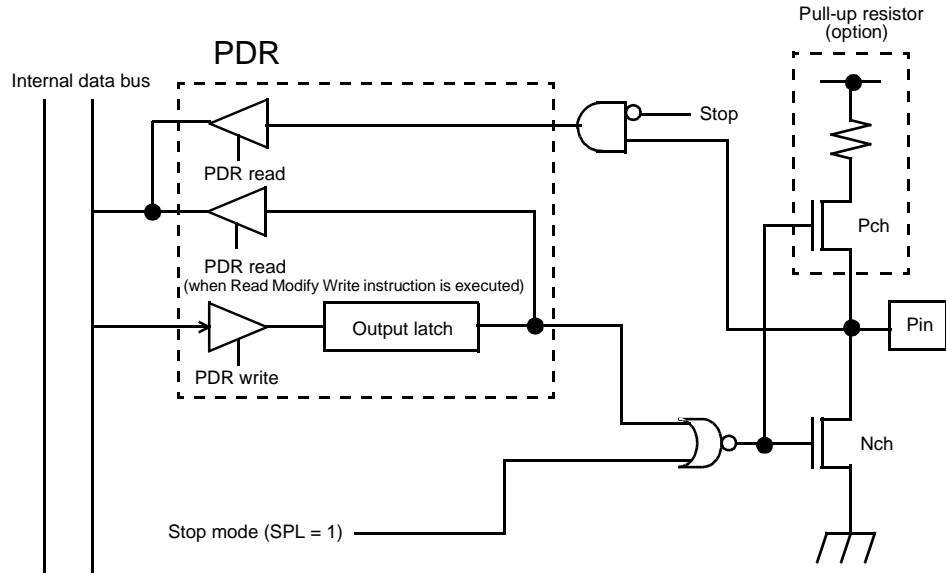 Pull-up resistor
(option)
PDR
Internal data bus
Stop
PDR read
Pch
PDR read
(when Read Modify Write instruction is executed)
Output latch
Pin
PDR write
Nch
Stop mode (SPL = 1)